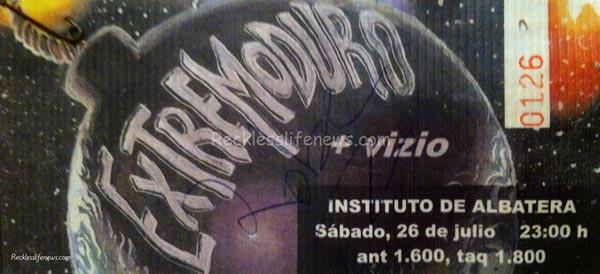 EXTREMODURO
+ vizio
0126
Recklesslifenews.com
INSTITUTO DE ALBATERA
Sábado, 26 de julio 23:00 h
ant 1.600, taq 1.800
Recklesslifenews.com